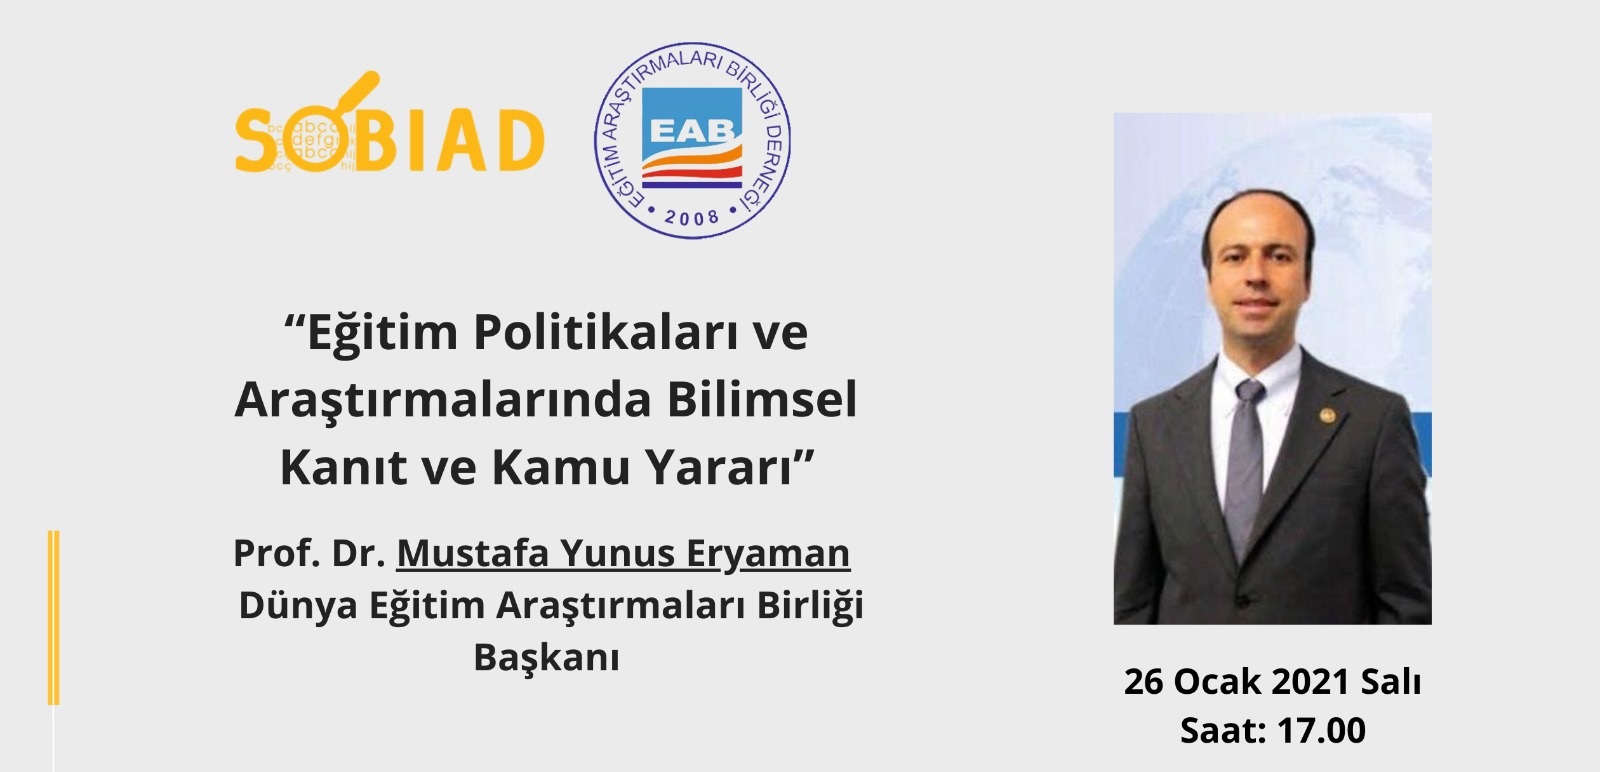 SOBIAD
EĞİTİM ARAŞTIRMALARI BİRLİĞİ DERNEĞİ
EAB
• 2008 •
“Eğitim Politikaları ve
Araştırmalarında Bilimsel
Kanıt ve Kamu Yararı”
Prof. Dr. Mustafa Yunus Eryaman
Dünya Eğitim Araştırmaları Birliği
Başkanı
26 Ocak 2021 Salı
Saat: 17.00